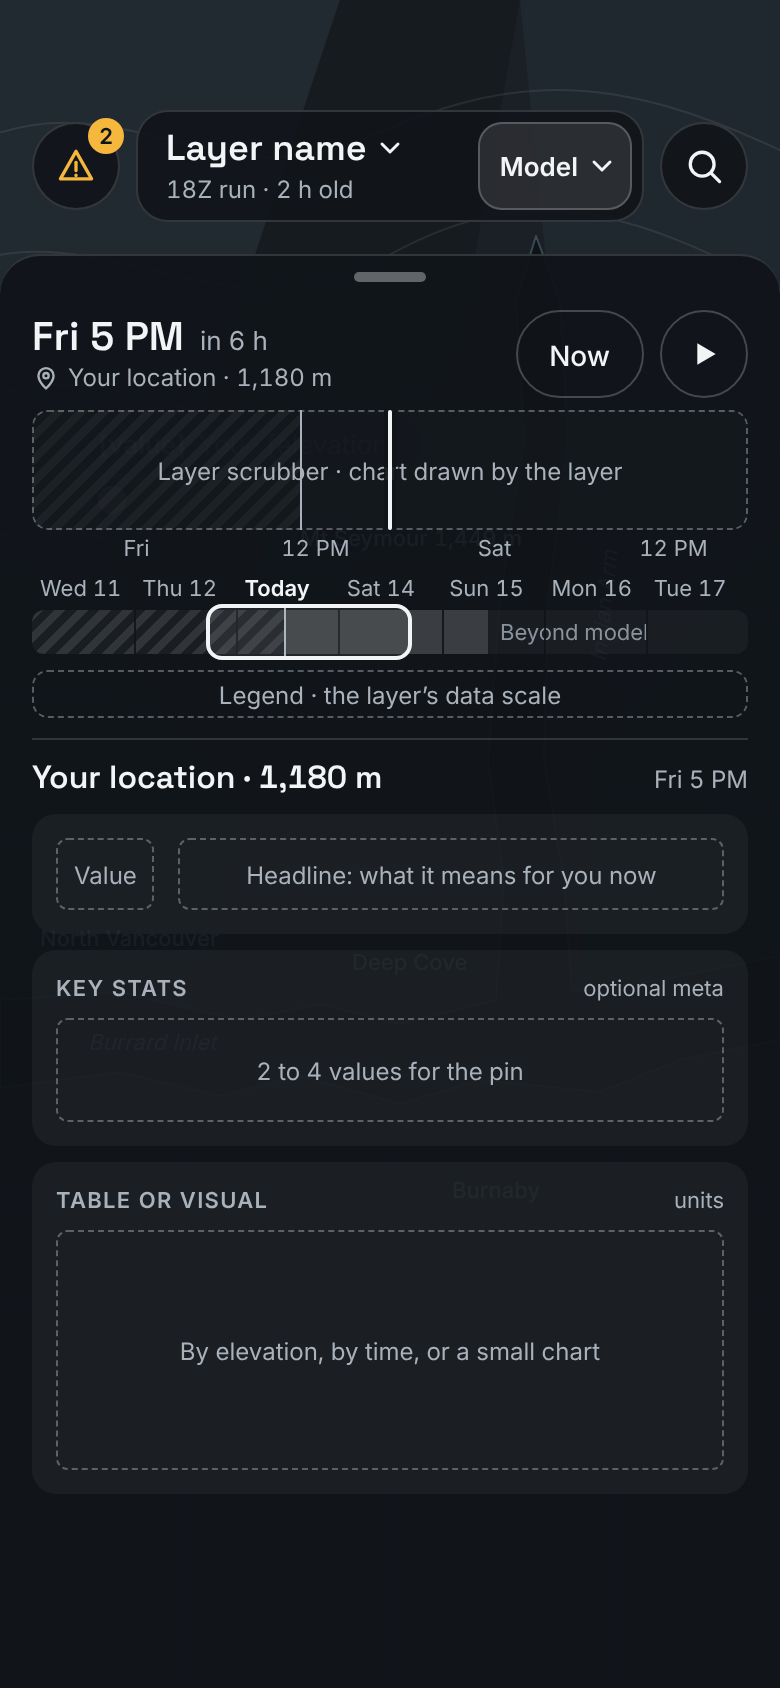 2
Layer name
18Z run · 2 h old
Model
Fri 5 PM in 6 h
Your location · 1,180 m
Now
Layer scrubber · chart drawn by the layer
Seymour 1,449 m
Fri 12 PM Sat 12 PM
Wed 11 Thu 12 Today Sat 14 Sun 15 Mon 16 Tue 17
Beyond model
Legend · the layer’s data scale
Your location · 1,180 m
Fri 5 PM
Value
Headline: what it means for you now
North Vancouver
Deep Cove
KEY STATS
optional meta
Burrard Inlet
2 to 4 values for the pin
Burnaby
TABLE OR VISUAL
units
By elevation, by time, or a small chart